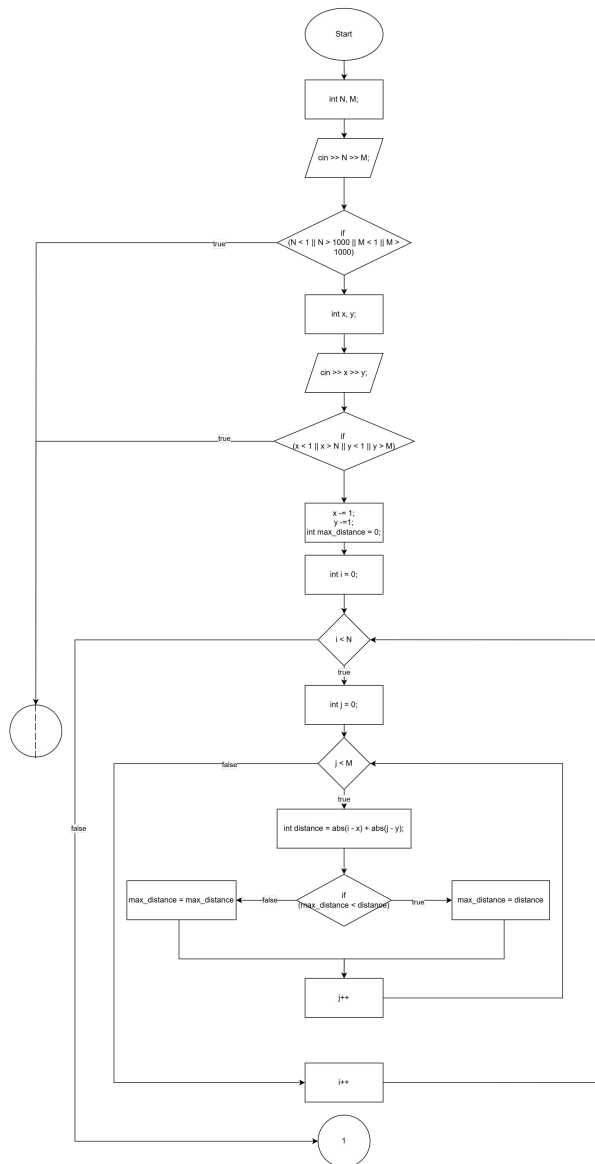 Start
int N, M;
cin >> N >> M;
if
(N < 1 || N > 1000 || M < 1 || M >
1000)
true
int x, y;
cin >> x >> y;
if
(x < 1 || x > N || y < 1 || y > M)
true
x -= 1;
y -=1;
int max_distance = 0;
int i = 0;
i < N
true
int j = 0;
j < M
false
true
false
int distance = abs(i - x) + abs(j - y);
if
(max_distance < distance)
false
true
max_distance = max_distance
max_distance = distance
j++
i++
1